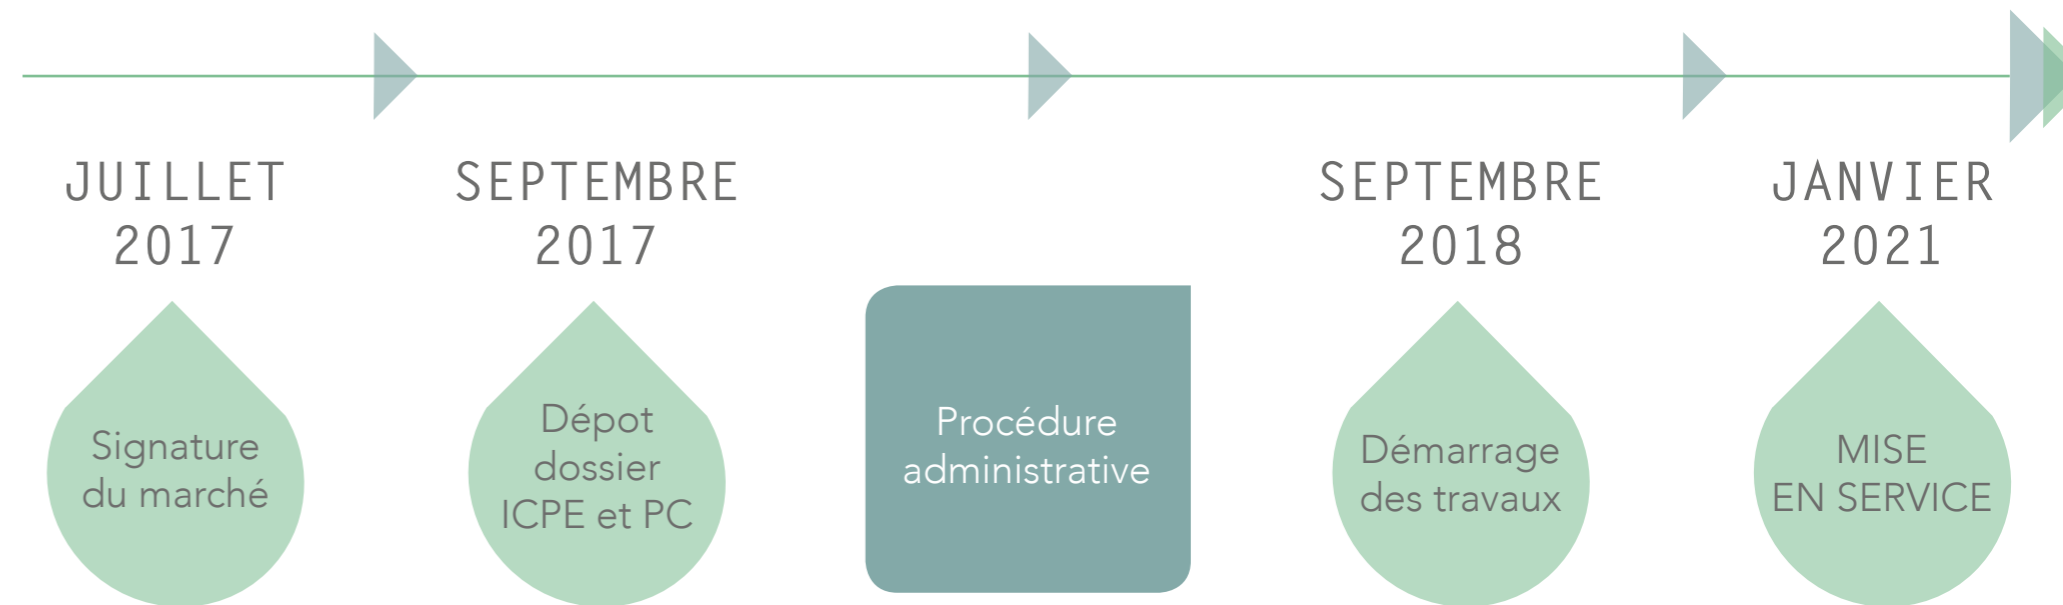 JUILLET
2017
SEPTEMBRE
2017
SEPTEMBRE
2018
JANVIER
2021
Signature
du marché
Dépot
dossier
ICPE et PC
Procédure
administrative
Démarrage
des travaux
MISE
EN SERVICE